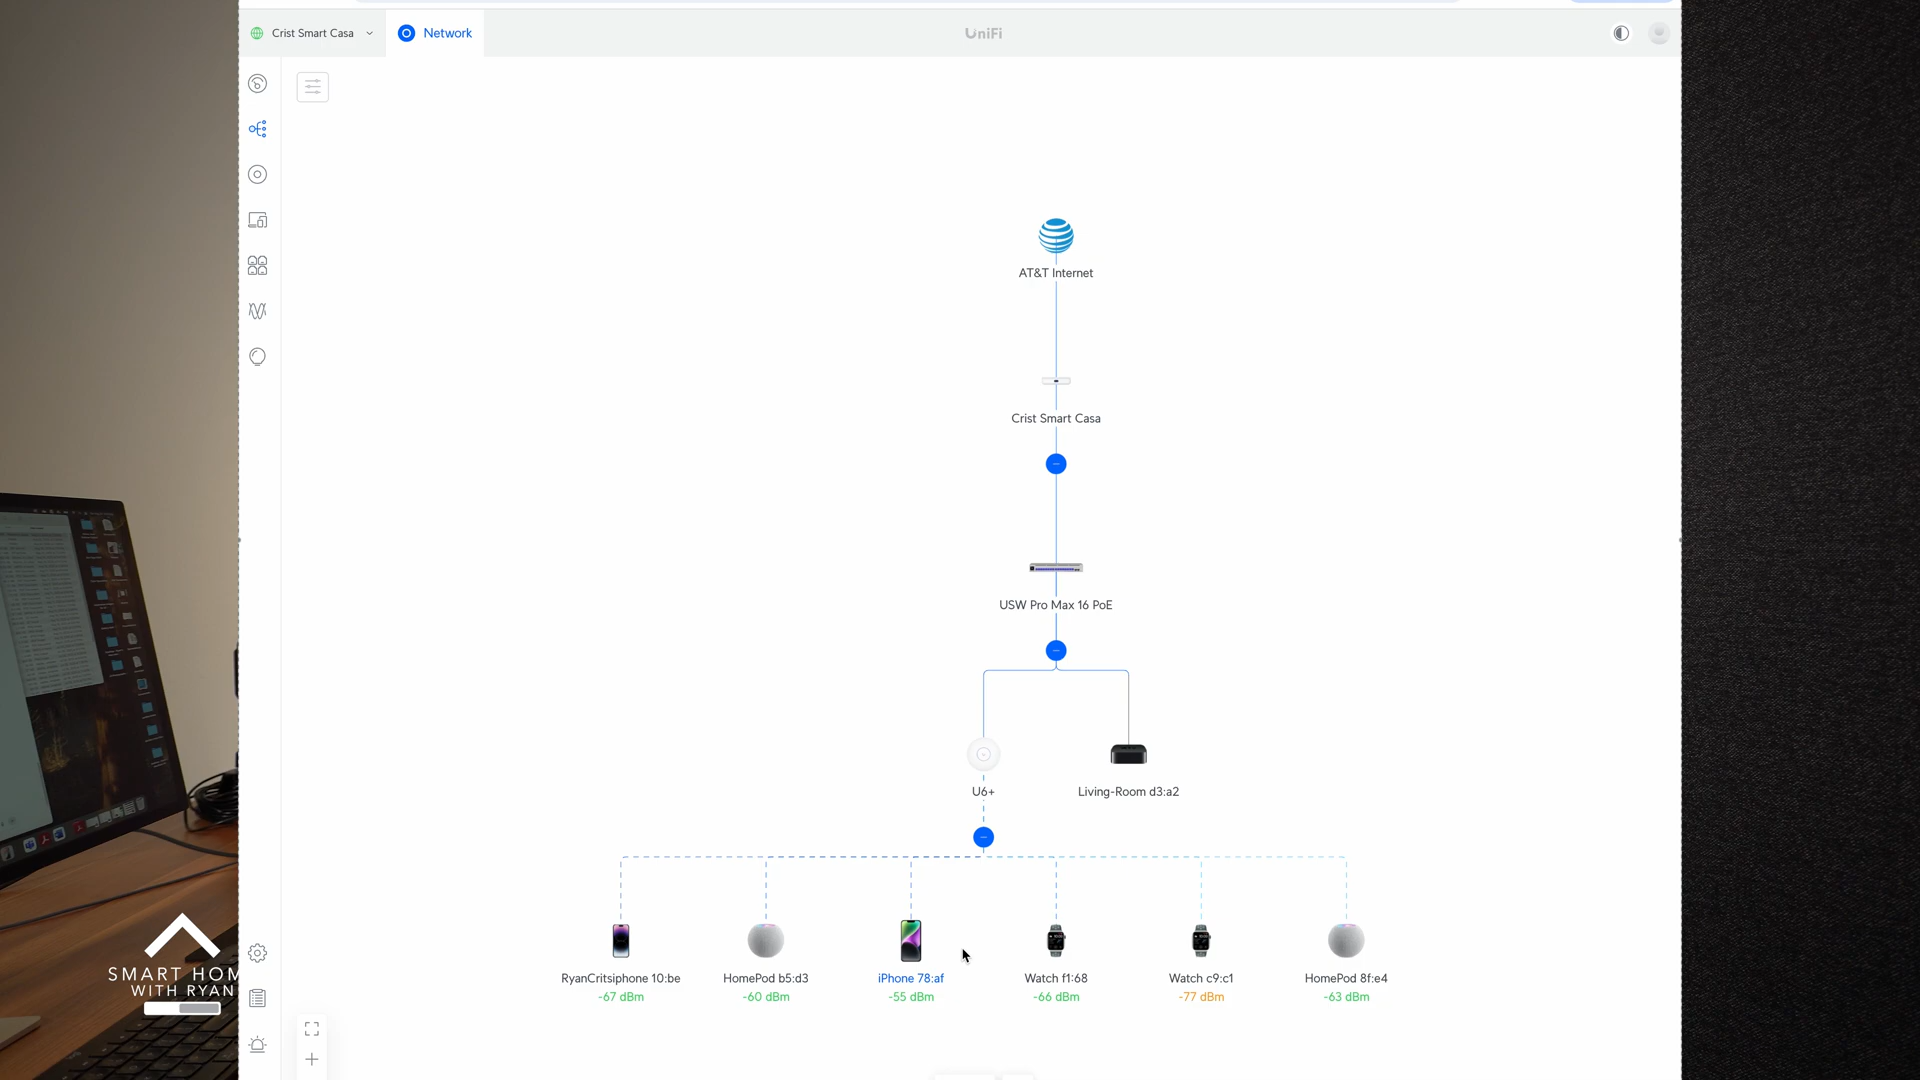 Crist Smart Casa
Network
UniFi
AT&T Internet
Crist Smart Casa
USW Pro Max 16 PoE
U6+
Living-Room d3:a2
RyanCritsiphone 10:be
HomePod b5:d3
iPhone 78:af
Watch f1:68
Watch c9:c1
HomePod 8f:e4
-67 dBm
-60 dBm
-55 dBm
-66 dBm
-77 dBm
-63 dBm
SMART HOM
WITH RYAN